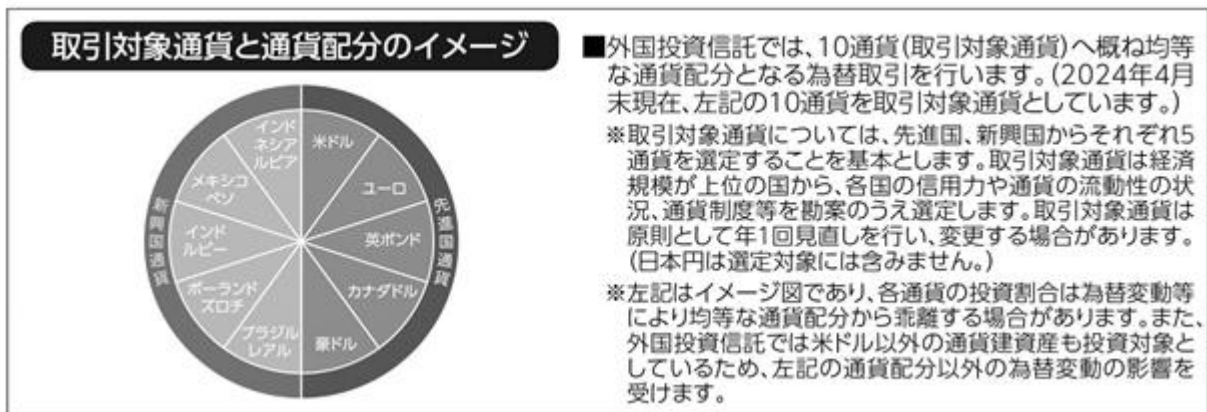 取引対象通貨と通貨配分のイメージ
インド
ネシア
ルピア
米ドル
メキシコ
ペソ
ユーロ
インド
ルピー
英ポンド
ポーランド
ズロチ
カナダドル
ブラジル
レアル
豪ドル
新興国通貨
先進国通貨
■外国投資信託では、10通貨(取引対象通貨)へ概ね均等
な通貨配分となる為替取引を行います。(2024年4月
末現在、左記の10通貨を取引対象通貨としています。)
※取引対象通貨については、先進国、新興国からそれぞれ5
通貨を選定することを基本とします。取引対象通貨は経済
規模が上位の国から、各国の信用力や通貨の流動性の状
況、通貨制度等を勘案のうえ選定します。取引対象通貨は
原則として年1回見直しを行い、変更する場合があります。
(日本円は選定対象には含みません。)
※左記はイメージ図であり、各通貨の投資割合は為替変動等
により均等な通貨配分から乖離する場合があります。また、
外国投資信託では米ドル以外の通貨建資産も投資対象と
しているため、左記の通貨配分以外の為替変動の影響を
受けます。